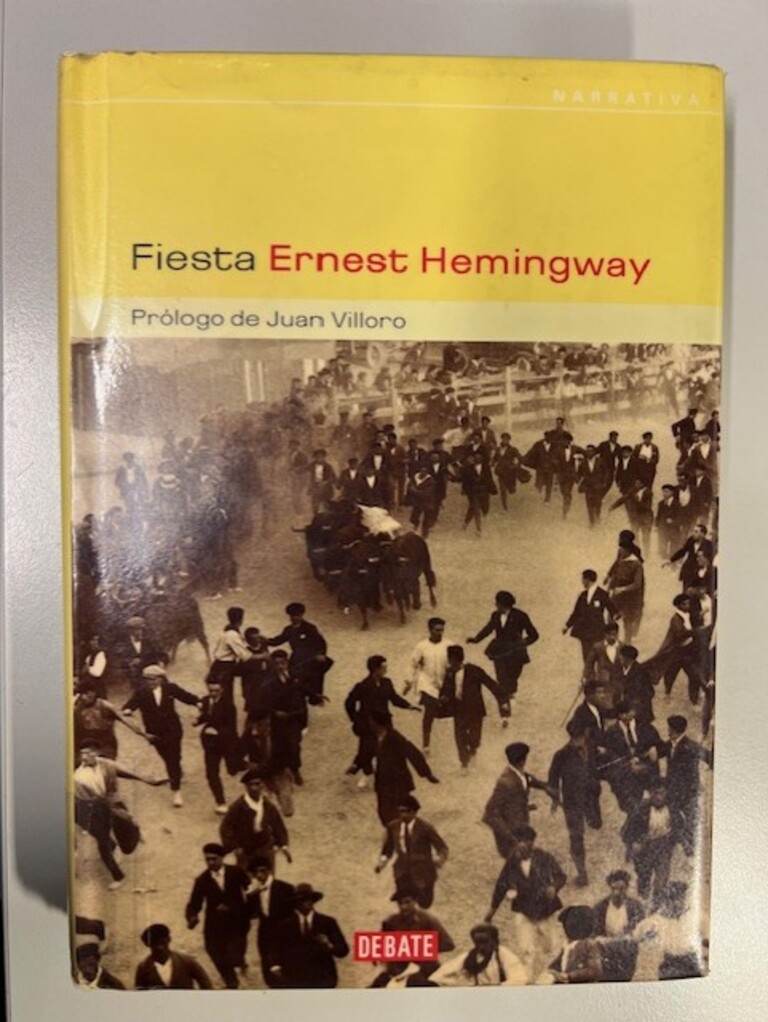 NARRATIVA
Fiesta Ernest Hemingway
Prólogo de Juan Villoro
DEBATE